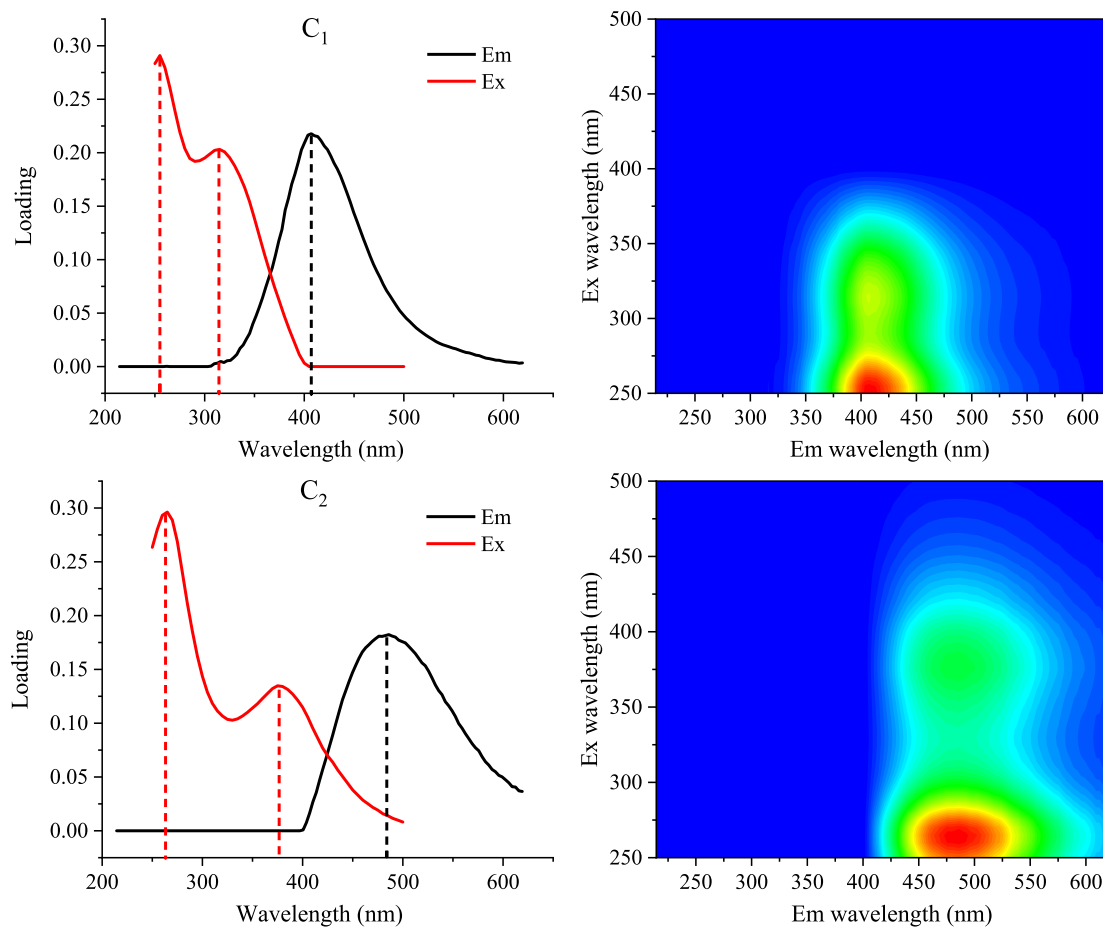 C₁
Em
Ex
0.30
0.25
0.20
0.15
0.10
0.05
0.00
Loading
200 300 400 500 600
Wavelength (nm)
500
450
400
350
300
250
Ex wavelength (nm)
250 300 350 400 450 500 550 600
Em wavelength (nm)
C₂
Em
Ex
0.30
0.25
0.20
0.15
0.10
0.05
0.00
Loading
200 300 400 500 600
Wavelength (nm)
500
450
400
350
300
250
Ex wavelength (nm)
250 300 350 400 450 500 550 600
Em wavelength (nm)